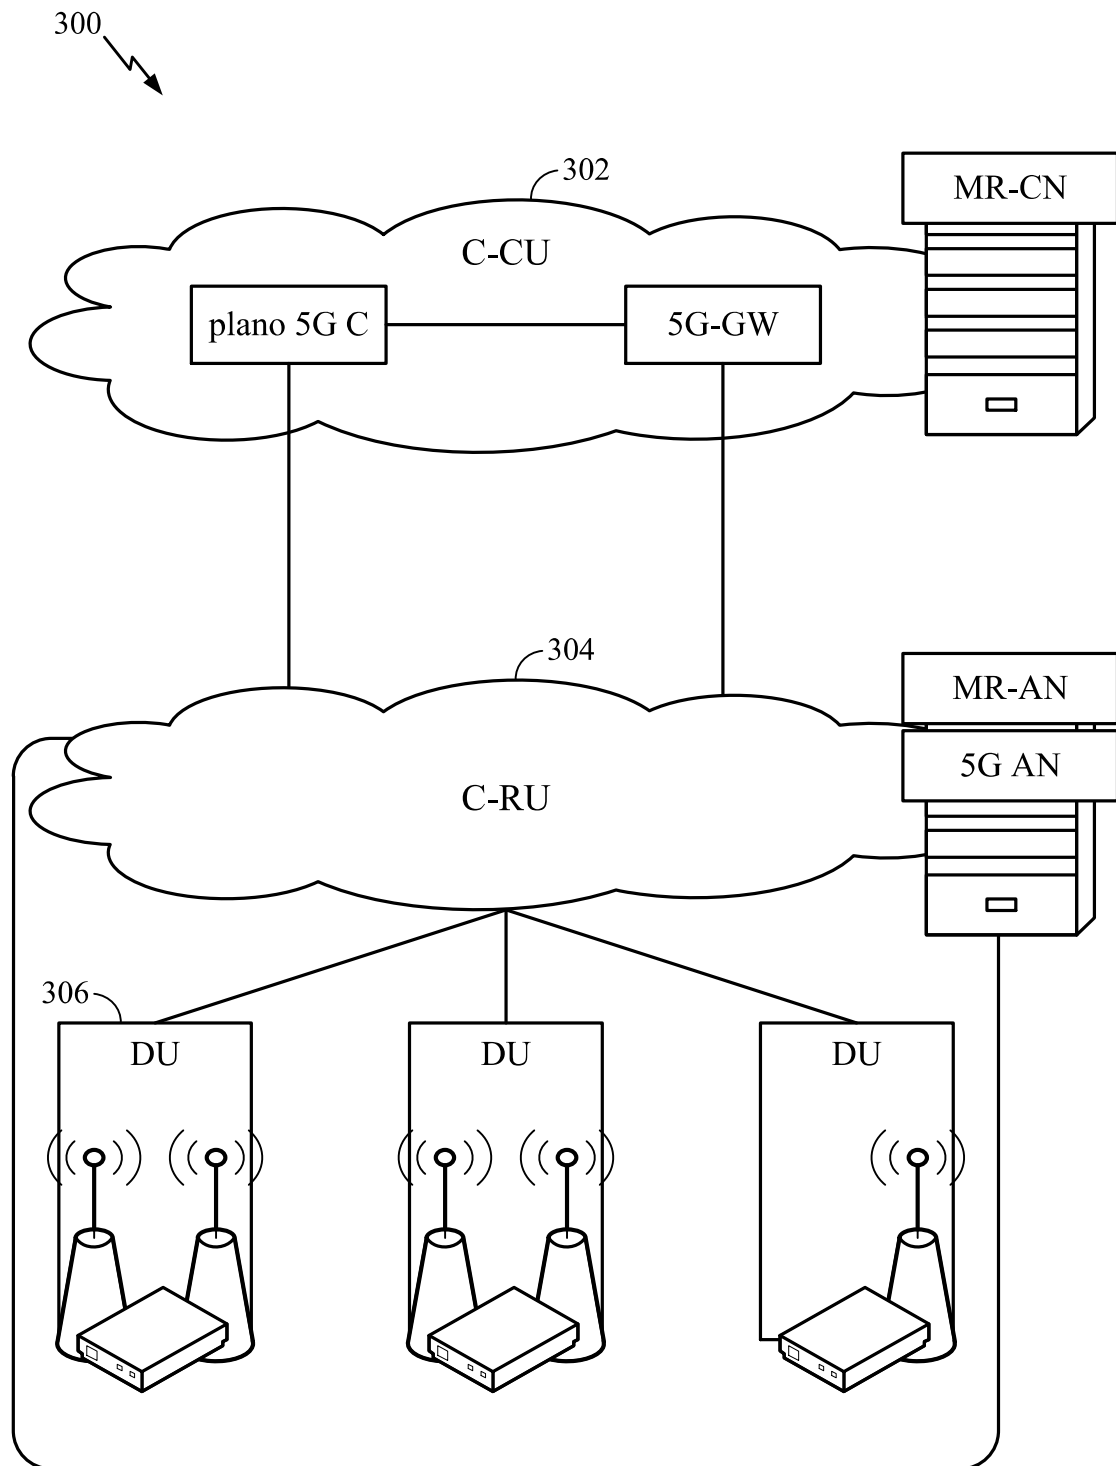 300
302
MR-CN
C-CU
plano 5G C
5G-GW
304
MR-AN
5G AN
C-RU
306
DU
DU
DU